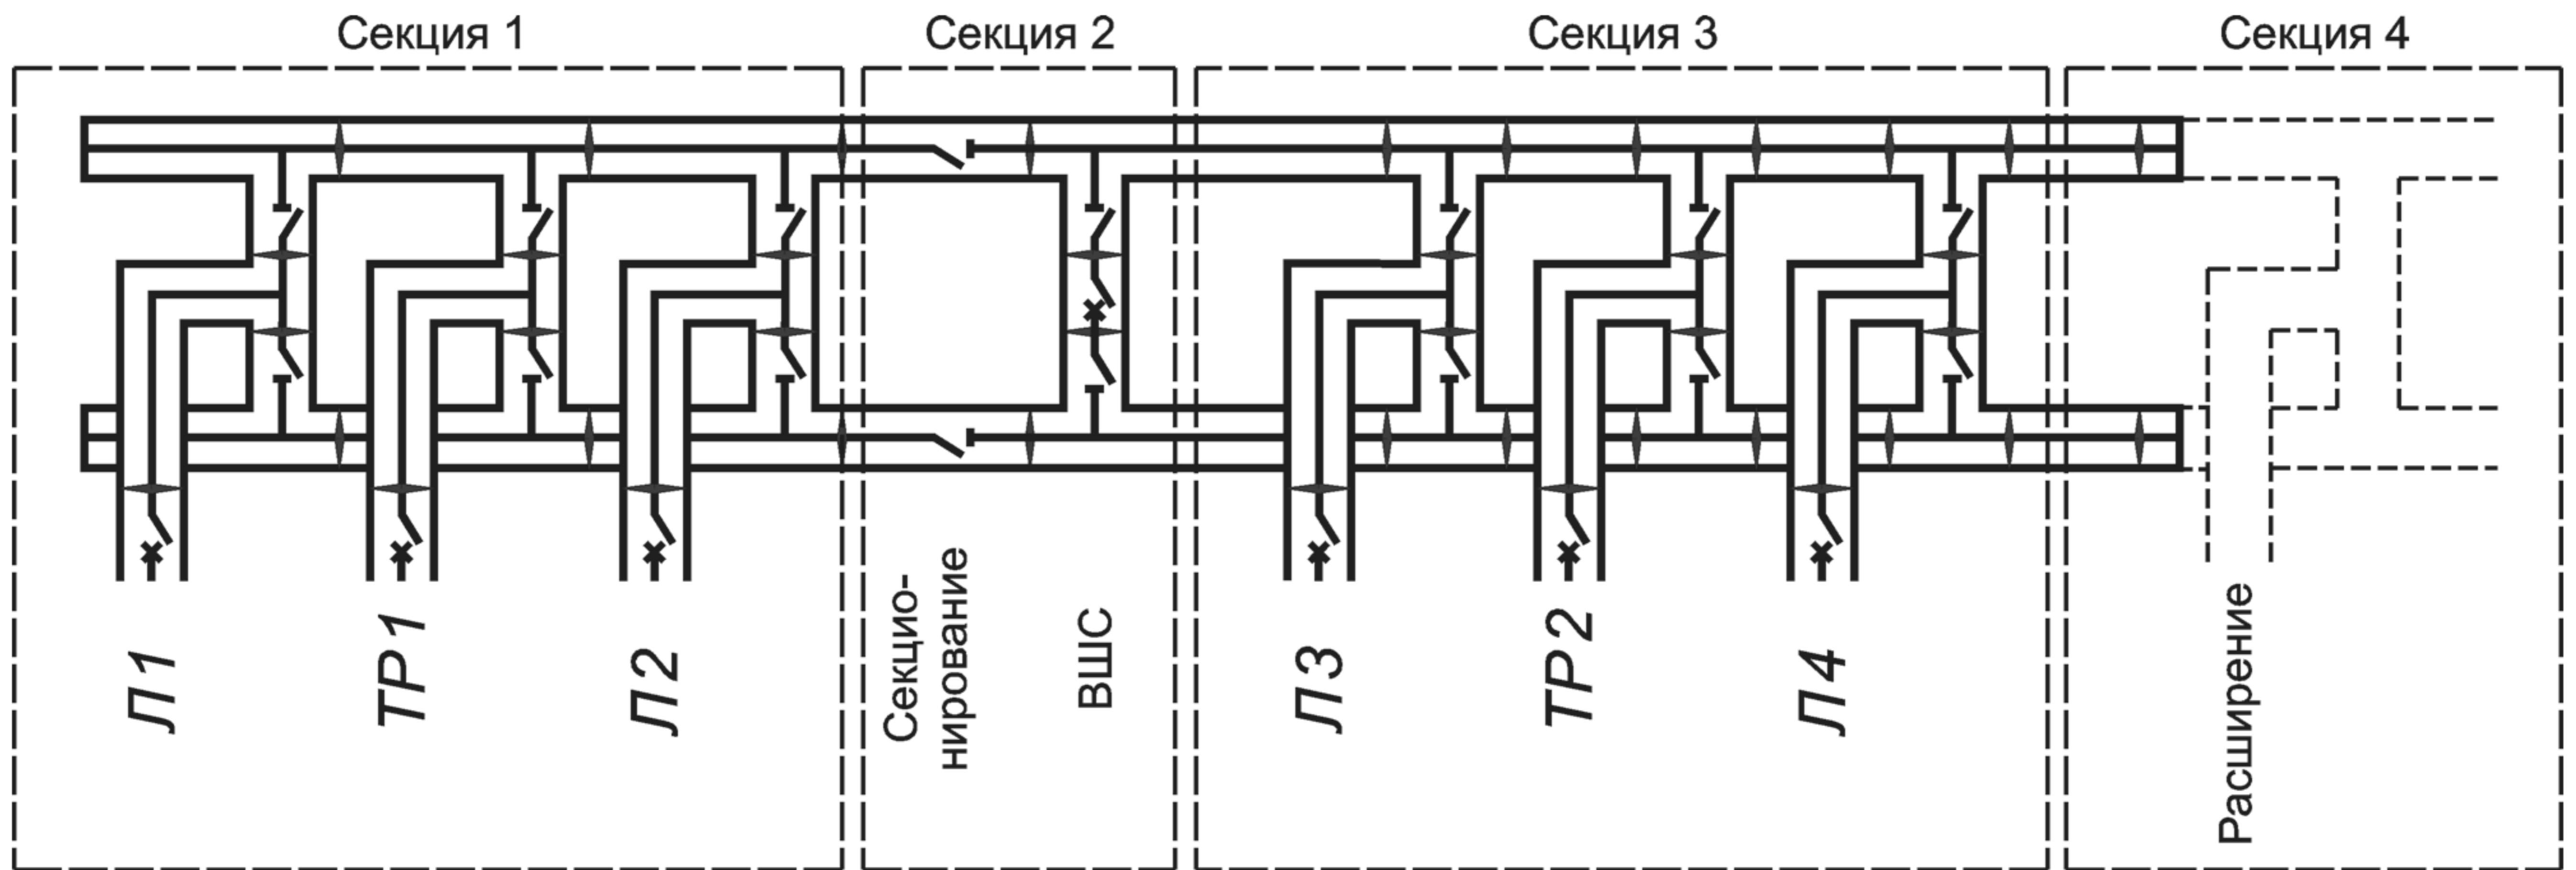 Секция 1
Секция 2
Секция 3
Секция 4
Л1
ТР1
Л2
Секцио-
нирование
ВШС
Л3
ТР2
Л4
Расширение